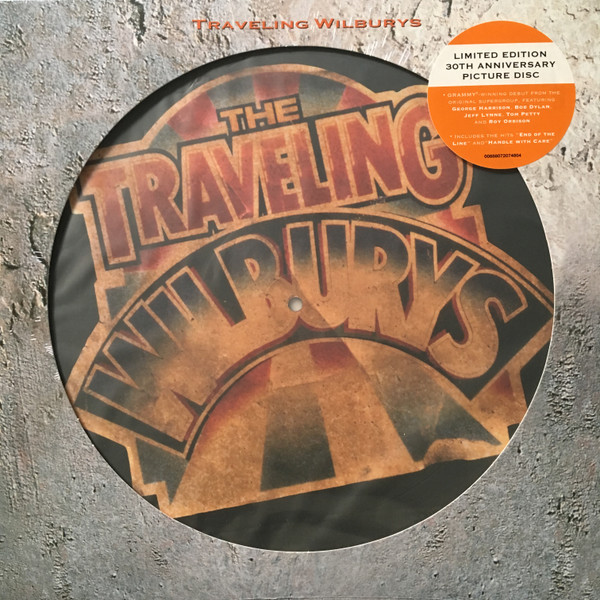 TRAVELING WILBURYS
LIMITED EDITION
30TH ANNIVERSARY
PICTURE DISC
• GRAMMY®-WINNING DEBUT FROM THE
ORIGINAL SUPERGROUP, FEATURING
GEORGE HARRISON, BOB DYLAN,
JEFF LYNNE, TOM PETTY
AND ROY ORBISON
• INCLUDES THE HITS "END OF THE
LINE" AND "HANDLE WITH CARE"
THE
TRAVELING
WILBURYS